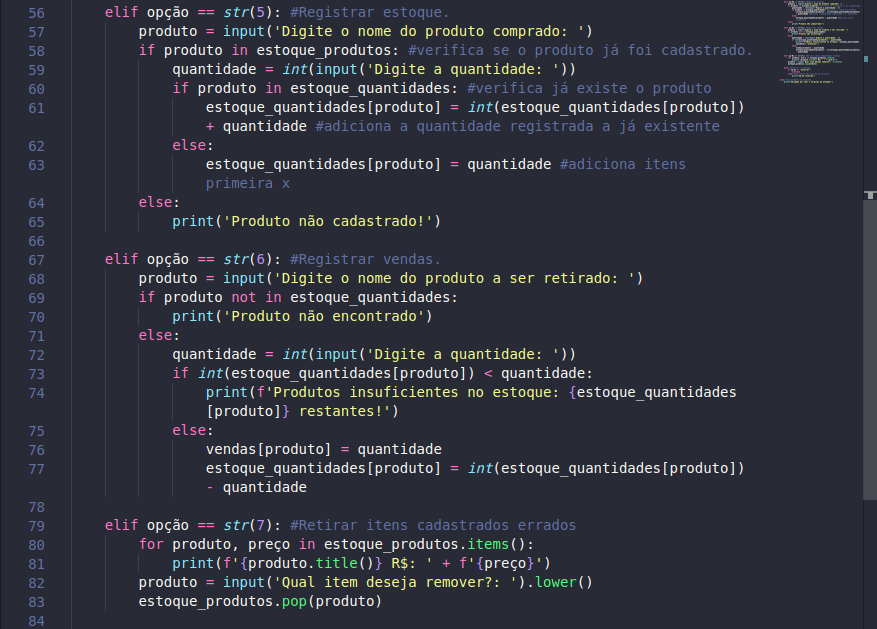 56 elif opção == str(5): #Registrar estoque.
57 produto = input('Digite o nome do produto comprado: ')
58 if produto in estoque_produtos: #verifica se o produto já foi cadastrado.
59 quantidade = int(input('Digite a quantidade: '))
60 if produto in estoque_quantidades: #verifica já existe o produto
61 estoque_quantidades[produto] = int(estoque_quantidades[produto])
+ quantidade #adiciona a quantidade registrada a já existente
62 else:
63 estoque_quantidades[produto] = quantidade #adiciona itens
primeira x
64 else:
65 print('Produto não cadastrado!')
66
67 elif opção == str(6): #Registrar vendas.
68 produto = input('Digite o nome do produto a ser retirado: ')
69 if produto not in estoque_quantidades:
70 print('Produto não encontrado')
71 else:
72 quantidade = int(input('Digite a quantidade: '))
73 if int(estoque_quantidades[produto]) < quantidade:
74 print(f'Produtos insuficientes no estoque: {estoque_quantidades
[produto]} restantes!')
75 else:
76 vendas[produto] = quantidade
77 estoque_quantidades[produto] = int(estoque_quantidades[produto])
- quantidade
78
79 elif opção == str(7): #Retirar itens cadastrados errados
80 for produto, preço in estoque_produtos.items():
81 print(f'{produto.title()} R$: ' + f'{preço}')
82 produto = input('Qual item deseja remover?: ').lower()
83 estoque_produtos.pop(produto)
84